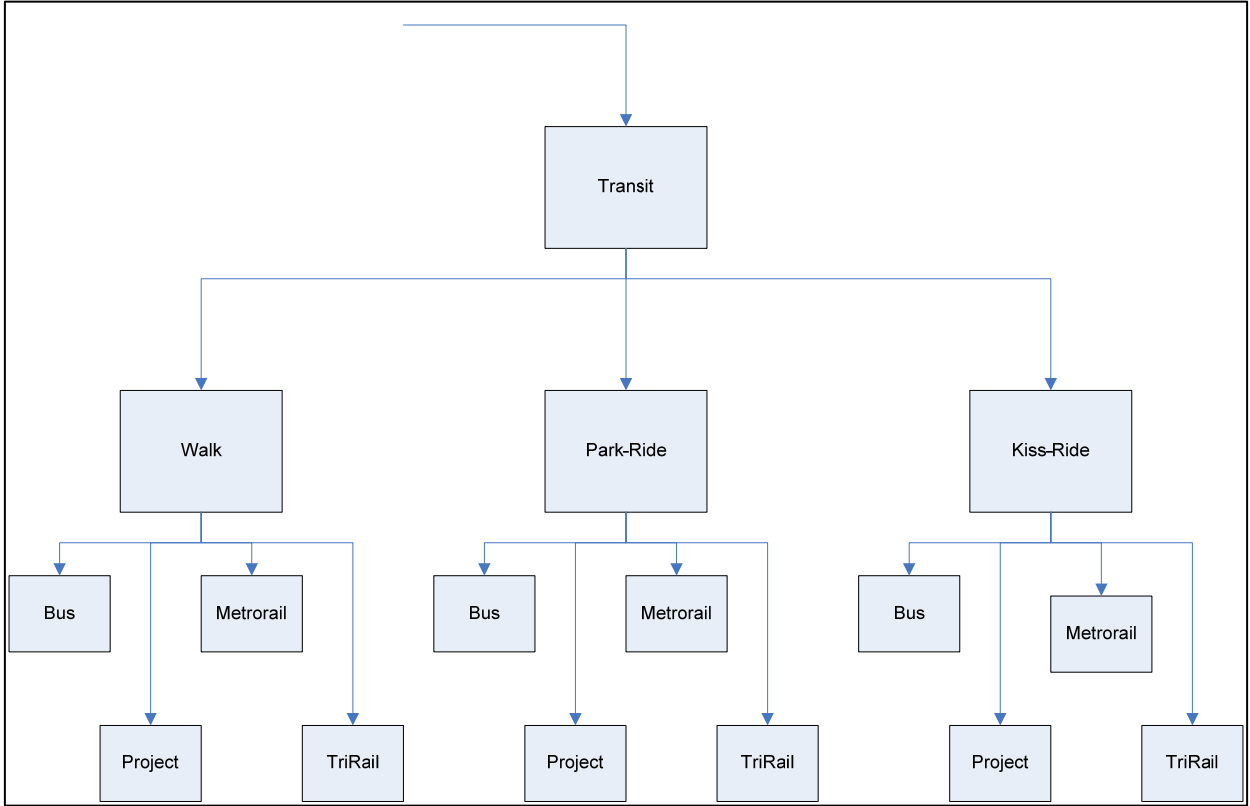 Transit
Walk
Park-Ride
Kiss-Ride
Bus
Metrorail
Bus
Metrorail
Bus
Metrorail
Project
TriRail
Project
TriRail
Project
TriRail